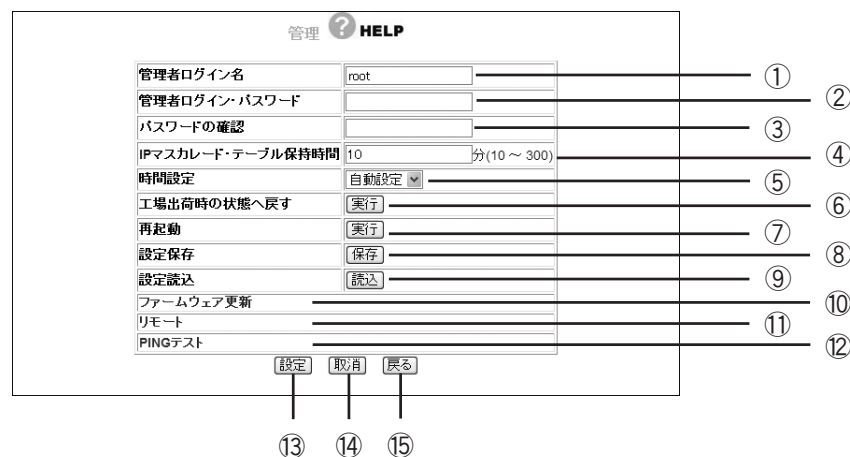 管理 ? HELP
管理者ログイン名 root ①
管理者ログイン・パスワード ②
パスワードの確認 ③
IPマスカレード・テーブル保持時間 10 分(10 ～ 300) ④
時間設定 自動設定 ⑤
工場出荷時の状態へ戻す 実行 ⑥
再起動 実行 ⑦
設定保存 保存 ⑧
設定読込 読込 ⑨
ファームウェア更新 ⑩
リモート ⑪
PINGテスト ⑫
設定 取消 戻る
⑬ ⑭ ⑮